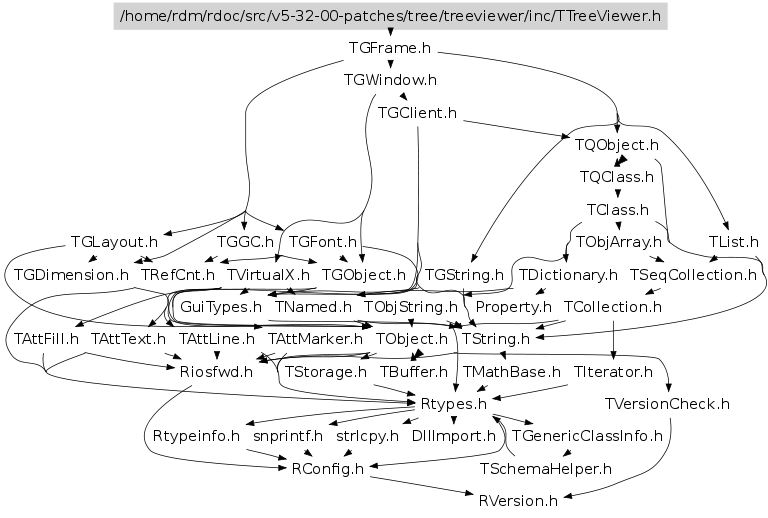 /home/rdm/rdoc/src/v5-32-00-patches/tree/treeviewer/inc/TTreeViewer.h
TGFrame.h
TGWindow.h
TGClient.h
TQObject.h
TQClass.h
TClass.h
TGLayout.h TGGC.h TGFont.h TObjArray.h TList.h
TGDimension.h TRefCnt.h TVirtualX.h TGObject.h TGString.h TDictionary.h TSeqCollection.h
GuiTypes.h TNamed.h TObjString.h Property.h TCollection.h
TAttFill.h TAttText.h TAttLine.h TAttMarker.h TObject.h TString.h
Riosfwd.h TStorage.h TBuffer.h TMathBase.h TIterator.h
Rtypes.h TVersionCheck.h
Rtypeinfo.h snprintf.h strlcpy.h DllImport.h TGenericClassInfo.h
RConfig.h TSchemaHelper.h
RVersion.h